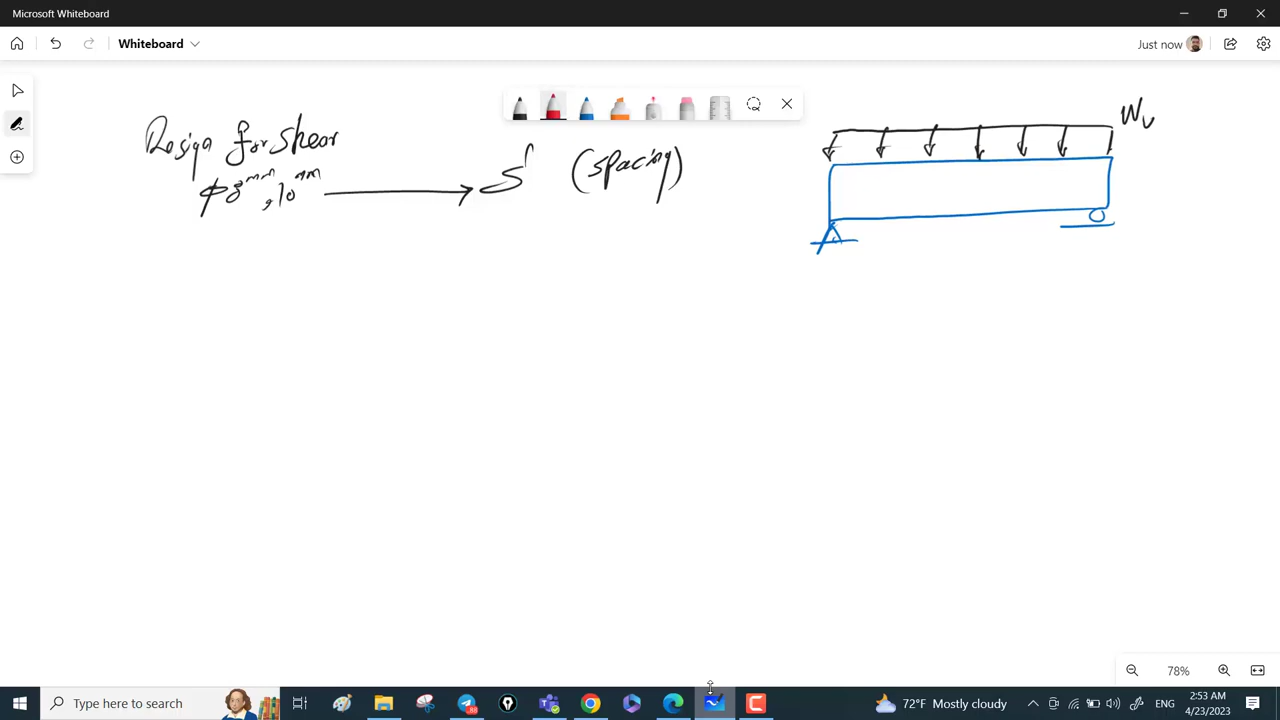 Microsoft Whiteboard
Whiteboard
Just now
Design for shear
ϕ8mm, 10mm → S (spacing)
Wu
78%
Type here to search
72°F Mostly cloudy
ENG
2:53 AM
4/23/2023